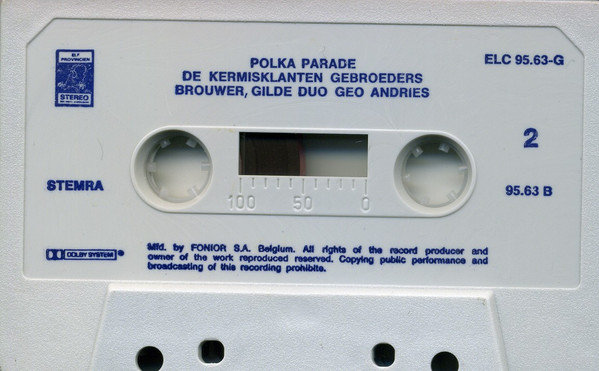 ELF
PROVINCIEN
STEREO
POLKA PARADE
DE KERMISKLANTEN GEBROEDERS
BROUWER, GILDE DUO GEO ANDRIES
ELC 95.63-G
2
STEMRA
95.63 B
100 50 0
DOLBY SYSTEM
Mfd. by FONIOR S.A. Belgium. All rights of the record producer and
owner of the work reproduced reserved. Copying public performance and
broadcasting of this recording prohibite.